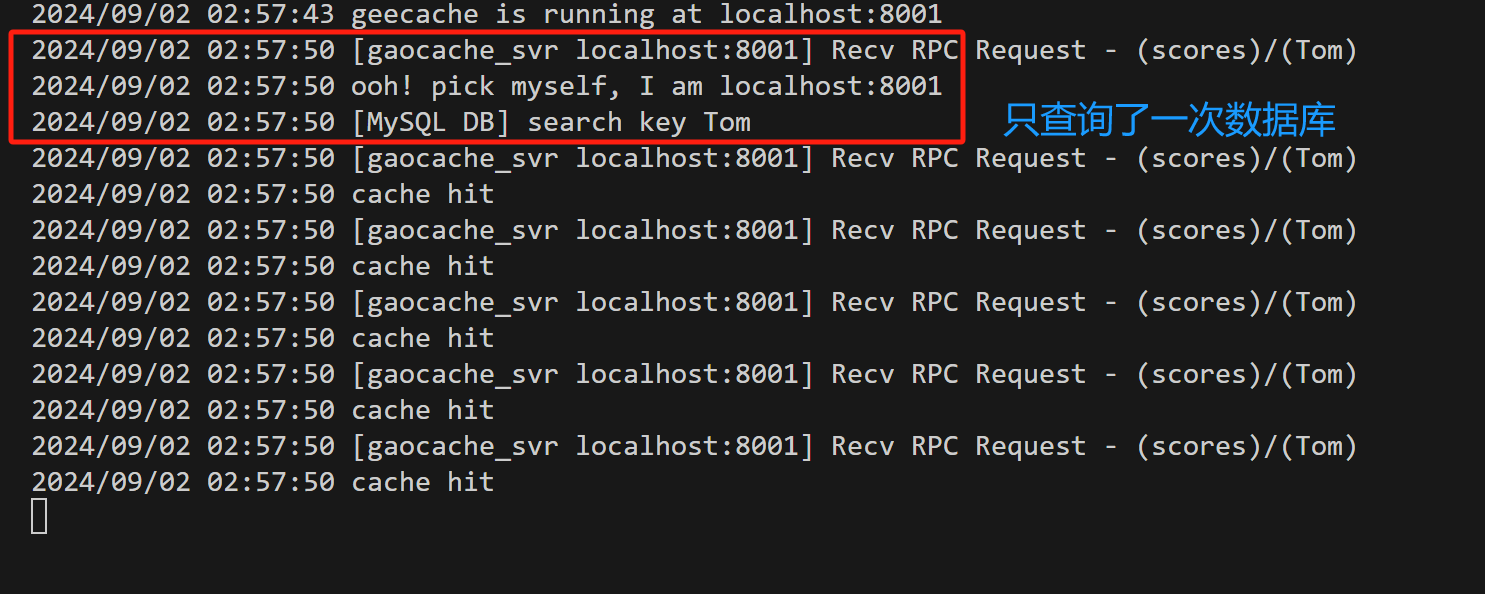 2024/09/02 02:57:43 geecache is running at localhost:8001
2024/09/02 02:57:50 [gaocache_svr localhost:8001] Recv RPC Request - (scores)/(Tom)
2024/09/02 02:57:50 ooh! pick myself, I am localhost:8001
2024/09/02 02:57:50 [MySQL DB] search key Tom
只查询了一次数据库
2024/09/02 02:57:50 [gaocache_svr localhost:8001] Recv RPC Request - (scores)/(Tom)
2024/09/02 02:57:50 cache hit
2024/09/02 02:57:50 [gaocache_svr localhost:8001] Recv RPC Request - (scores)/(Tom)
2024/09/02 02:57:50 cache hit
2024/09/02 02:57:50 [gaocache_svr localhost:8001] Recv RPC Request - (scores)/(Tom)
2024/09/02 02:57:50 cache hit
2024/09/02 02:57:50 [gaocache_svr localhost:8001] Recv RPC Request - (scores)/(Tom)
2024/09/02 02:57:50 cache hit
2024/09/02 02:57:50 [gaocache_svr localhost:8001] Recv RPC Request - (scores)/(Tom)
2024/09/02 02:57:50 cache hit